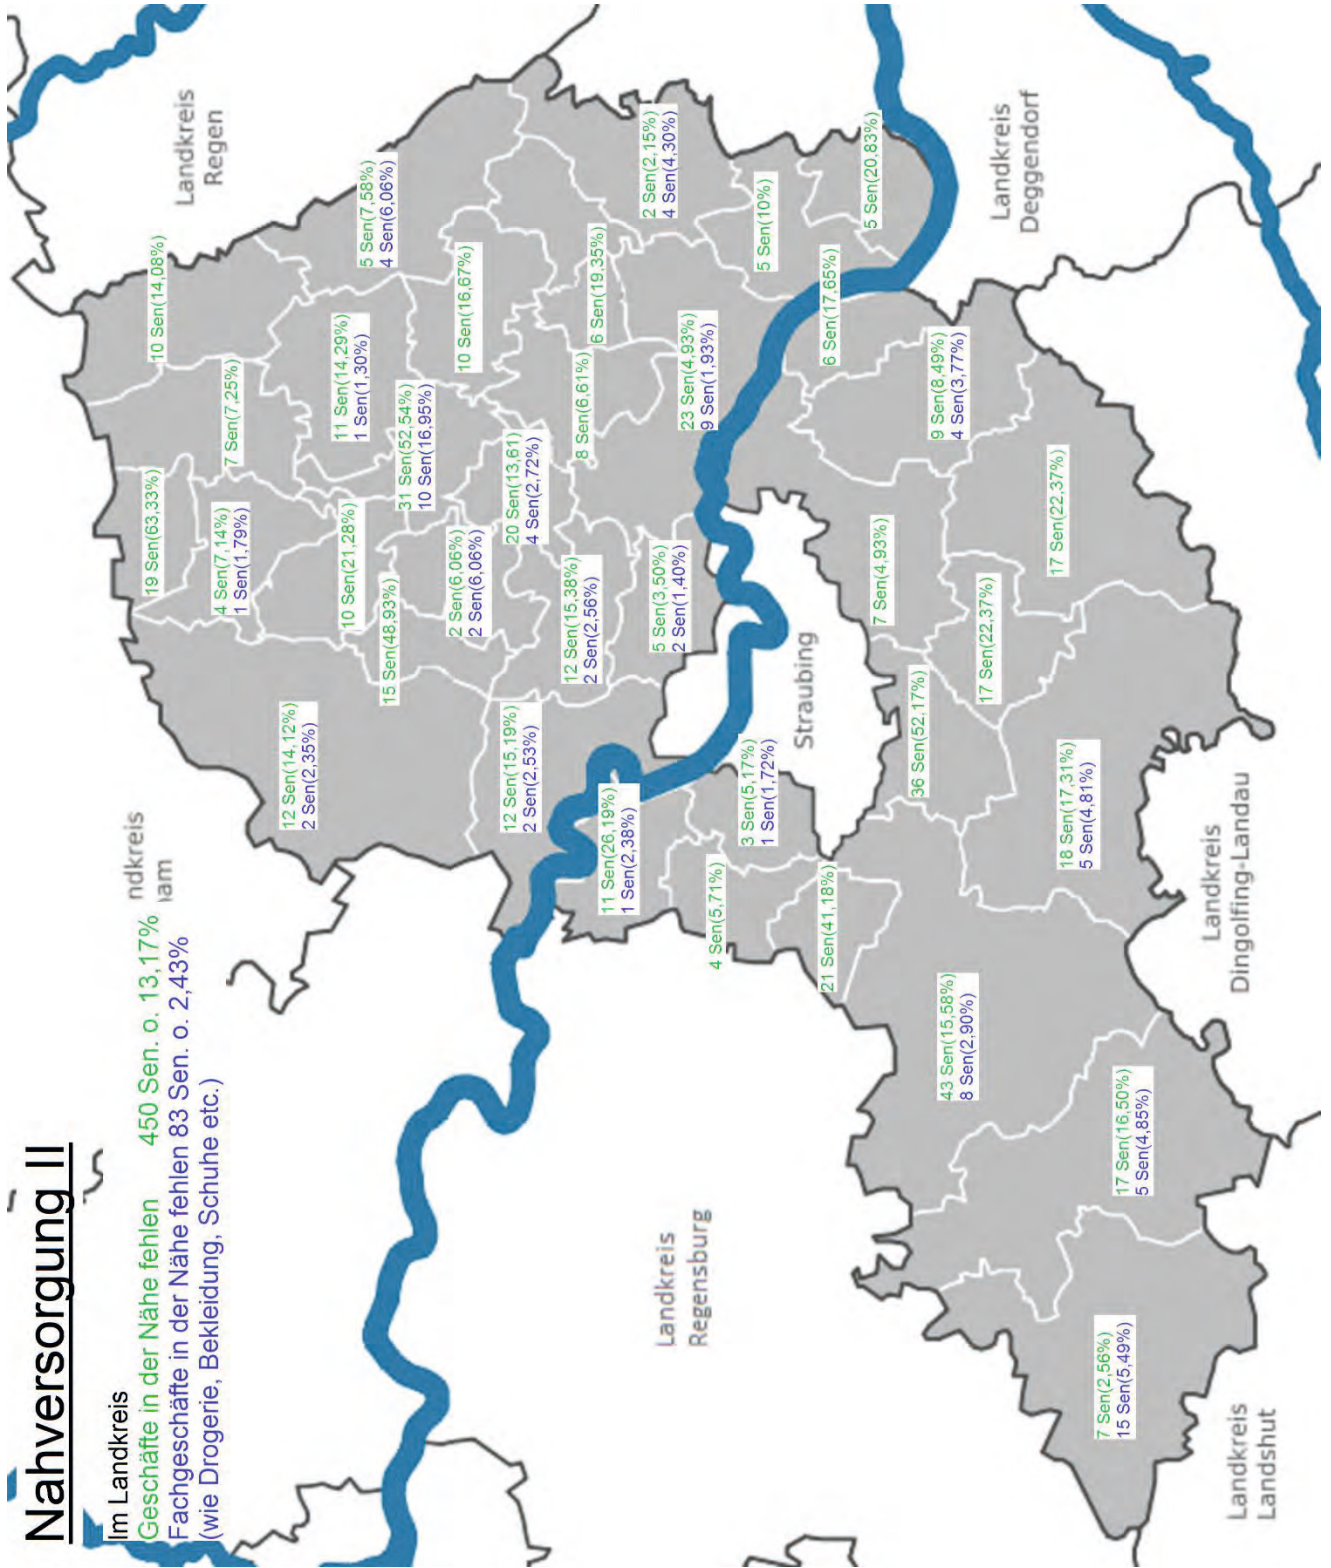 Nahversorgung II
Im Landkreis
Geschäfte in der Nähe fehlen 450 Sen. o. 13,17%
Fachgeschäfte in der Nähe fehlen 83 Sen. o. 2,43%
(wie Drogerie, Bekleidung, Schuhe etc.)
ndkreis
am
Landkreis
Regen
19 Sen(63,33%)
10 Sen(14,08%)
4 Sen(7,14%)
1 Sen(1,79%)
7 Sen(7,25%)
12 Sen(14,12%)
2 Sen(2,35%)
10 Sen(21,28%)
11 Sen(14,29%)
1 Sen(1,30%)
5 Sen(7,58%)
4 Sen(6,06%)
15 Sen(48,93%)
31 Sen(52,54%)
10 Sen(16,95%)
2 Sen(6,06%)
2 Sen(6,06%)
10 Sen(16,67%)
12 Sen(15,19%)
2 Sen(2,53%)
20 Sen(13,61)
4 Sen(2,72%)
12 Sen(15,38%)
2 Sen(2,56%)
8 Sen(6,61%)
6 Sen(19,35%)
11 Sen(26,19%)
1 Sen(2,38%)
5 Sen(3,50%)
2 Sen(1,40%)
2 Sen(2,15%)
4 Sen(4,30%)
Landkreis
Regensburg
23 Sen(4,93%)
9 Sen(1,93%)
4 Sen(5,71%)
3 Sen(5,17%)
1 Sen(1,72%)
5 Sen(10%)
Straubing
21 Sen(41,18%)
6 Sen(17,65%)
5 Sen(20,83%)
7 Sen(4,93%)
36 Sen(52,17%)
9 Sen(8,49%)
4 Sen(3,77%)
43 Sen(15,58%)
8 Sen(2,90%)
17 Sen(22,37%)
Landkreis
Deggendorf
17 Sen(22,37%)
18 Sen(17,31%)
5 Sen(4,81%)
7 Sen(2,56%)
15 Sen(5,49%)
17 Sen(16,50%)
5 Sen(4,85%)
Landkreis
Dingolfing-Landau
Landkreis
Landshut